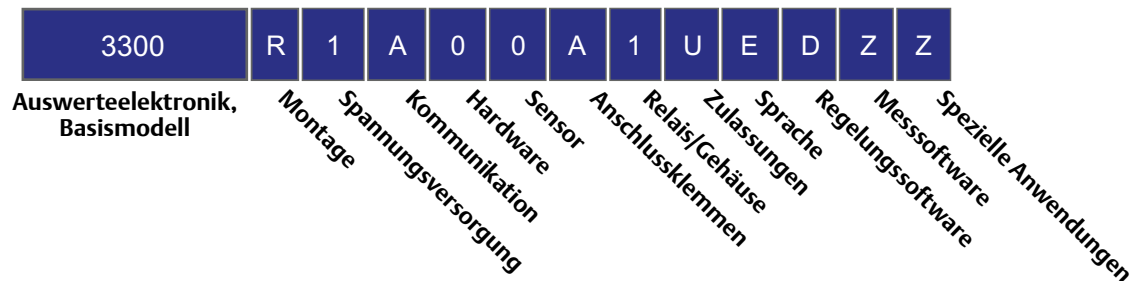 3300 R 1 A 0 0 A 1 U E D Z Z
Auswerteelektronik,
Basismodell
Montage
Spannungsversorgung
Kommunikation
Hardware
Sensor
Anschlussklemmen
Relais/Gehäuse
Zulassungen
Sprache
Regelungssoftware
Messsoftware
Spezielle Anwendungen